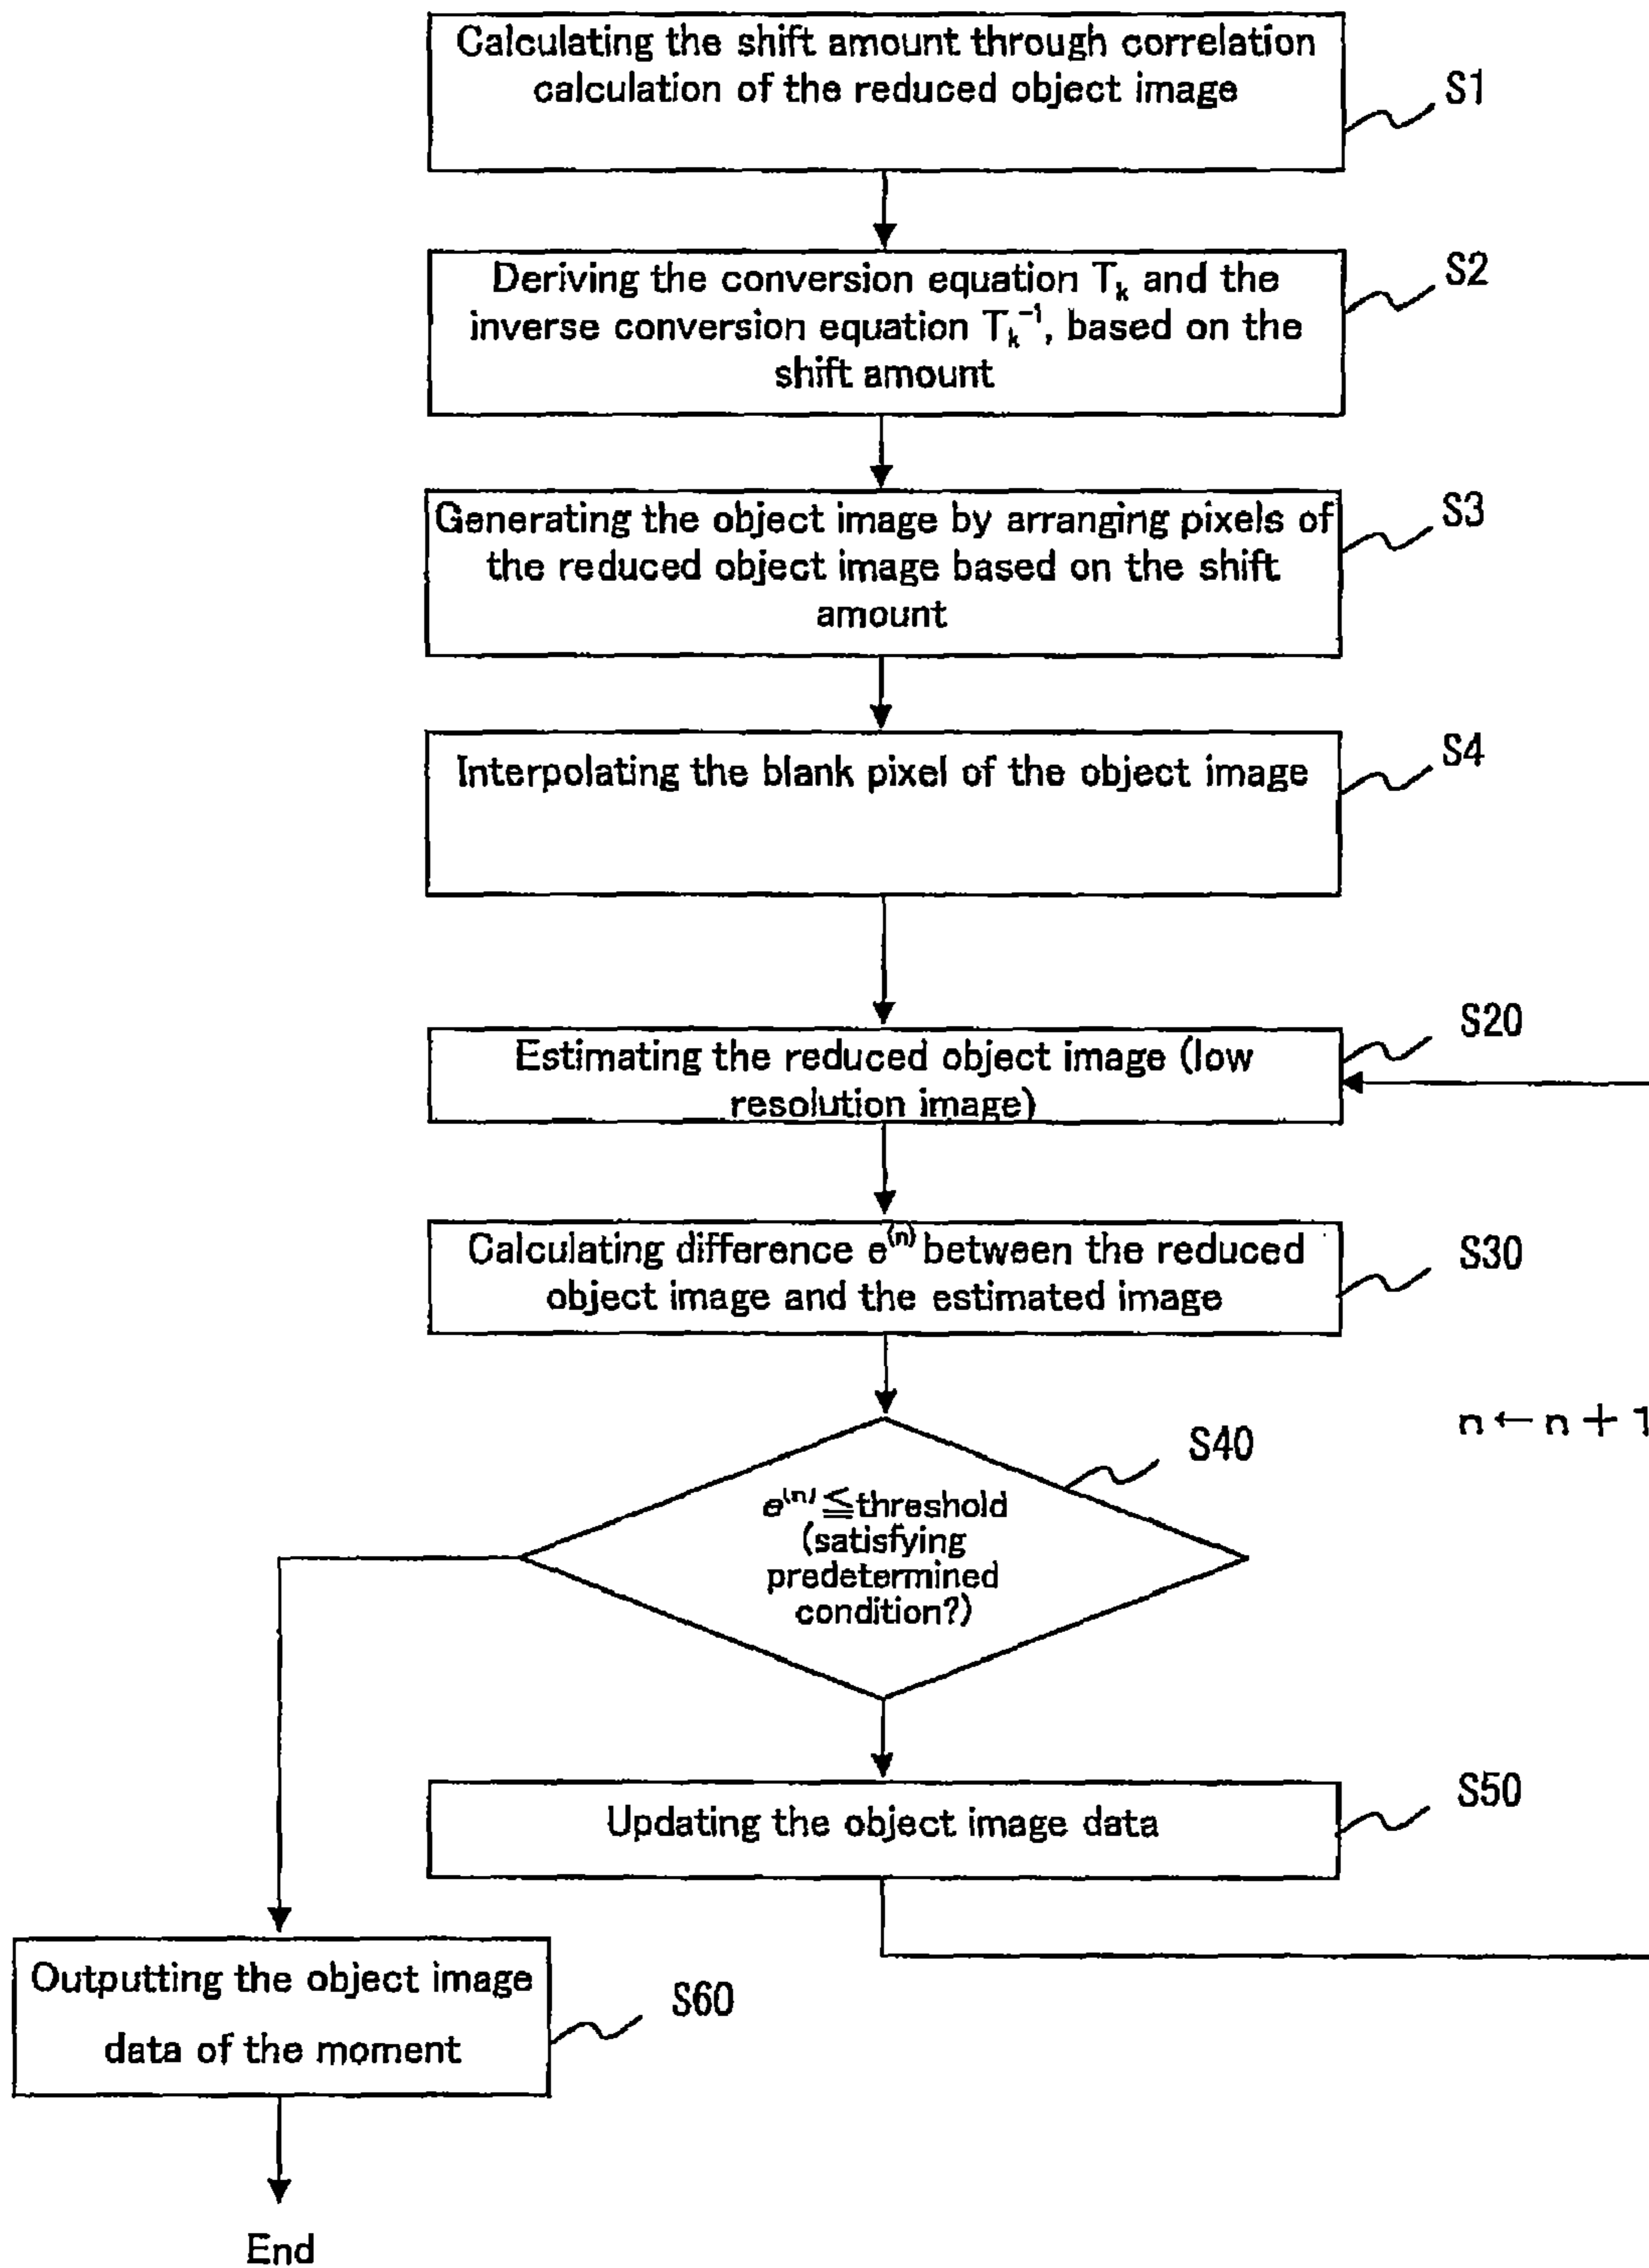 Calculating the shift amount through correlation
calculation of the reduced object image
S1
Deriving the conversion equation Tₖ and the
inverse conversion equation Tₖ⁻¹, based on the
shift amount
S2
Generating the object image by arranging pixels of
the reduced object image based on the shift
amount
S3
Interpolating the blank pixel of the object image
S4
Estimating the reduced object image (low
resolution image)
S20
Calculating difference e⁽ⁿ⁾ between the reduced
object image and the estimated image
S30
n ← n + 1
S40
e⁽ⁿ⁾ ≦threshold
(satisfying
predetermined
condition?)
Updating the object image data
S50
Outputting the object image
data of the moment
S60
End